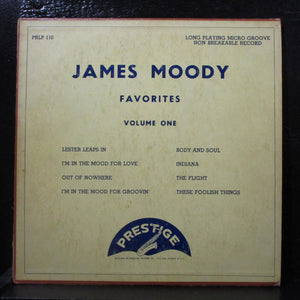 PRLP 110
LONG PLAYING MICRO GROOVE
NON BREAKABLE RECORD
JAMES MOODY
FAVORITES
VOLUME ONE
LESTER LEAPS IN
I'M IN THE MOOD FOR LOVE
OUT OF NOWHERE
I'M IN THE MOOD FOR GROOVIN'
BODY AND SOUL
INDIANA
THE FLIGHT
THESE FOOLISH THINGS
PRESTIGE